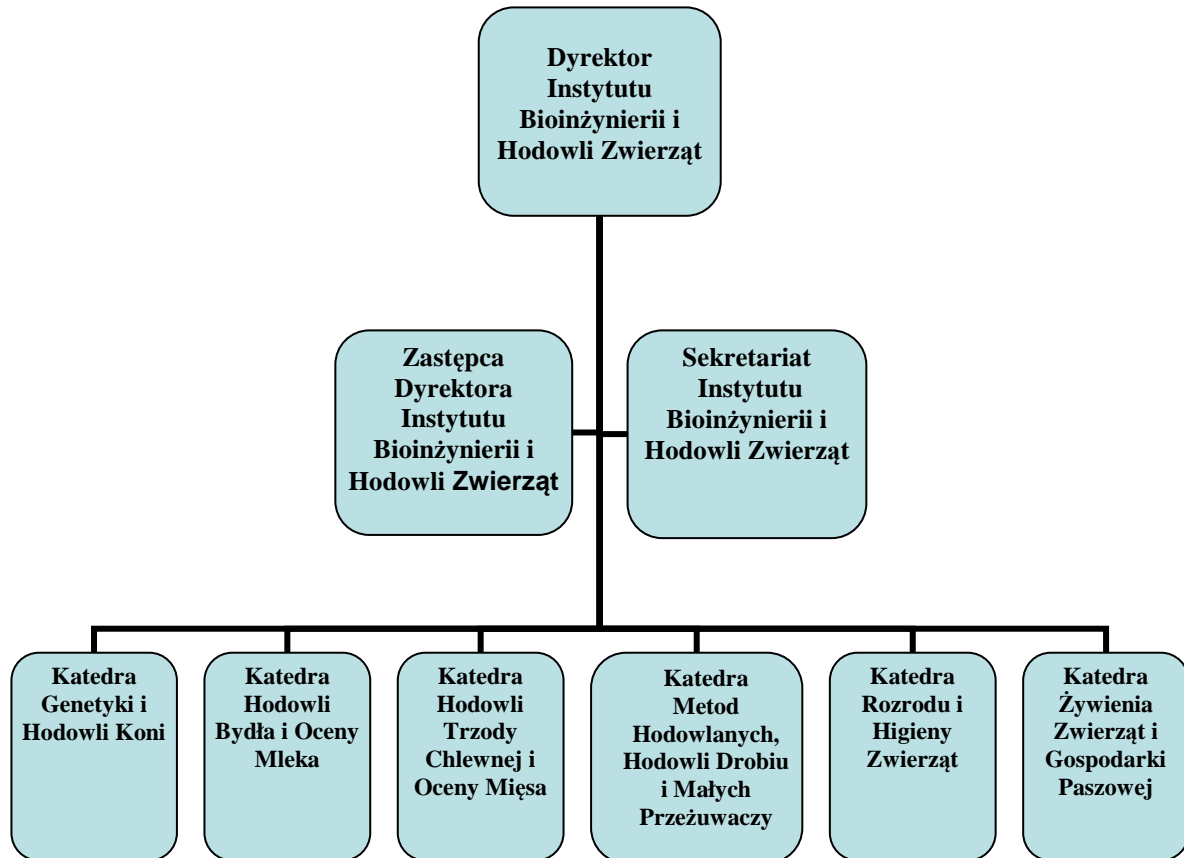 Dyrektor
Instytutu
Bioinżynierii i
Hodowli Zwierząt
Zastępca
Dyrektora
Instytutu
Bioinżynierii i
Hodowli Zwierząt
Sekretariat
Instytutu
Bioinżynierii i
Hodowli Zwierząt
Katedra
Genetyki i
Hodowli Koni
Katedra
Hodowli
Bydła i Oceny
Mleka
Katedra
Hodowli
Trzody
Chlewnej i
Oceny Mięsa
Katedra
Metod
Hodowlanych,
Hodowli Drobiu
i Małych
Przeżuwaczy
Katedra
Rozrodu i
Higieny
Zwierząt
Katedra
Żywienia
Zwierząt i
Gospodarki
Paszowej